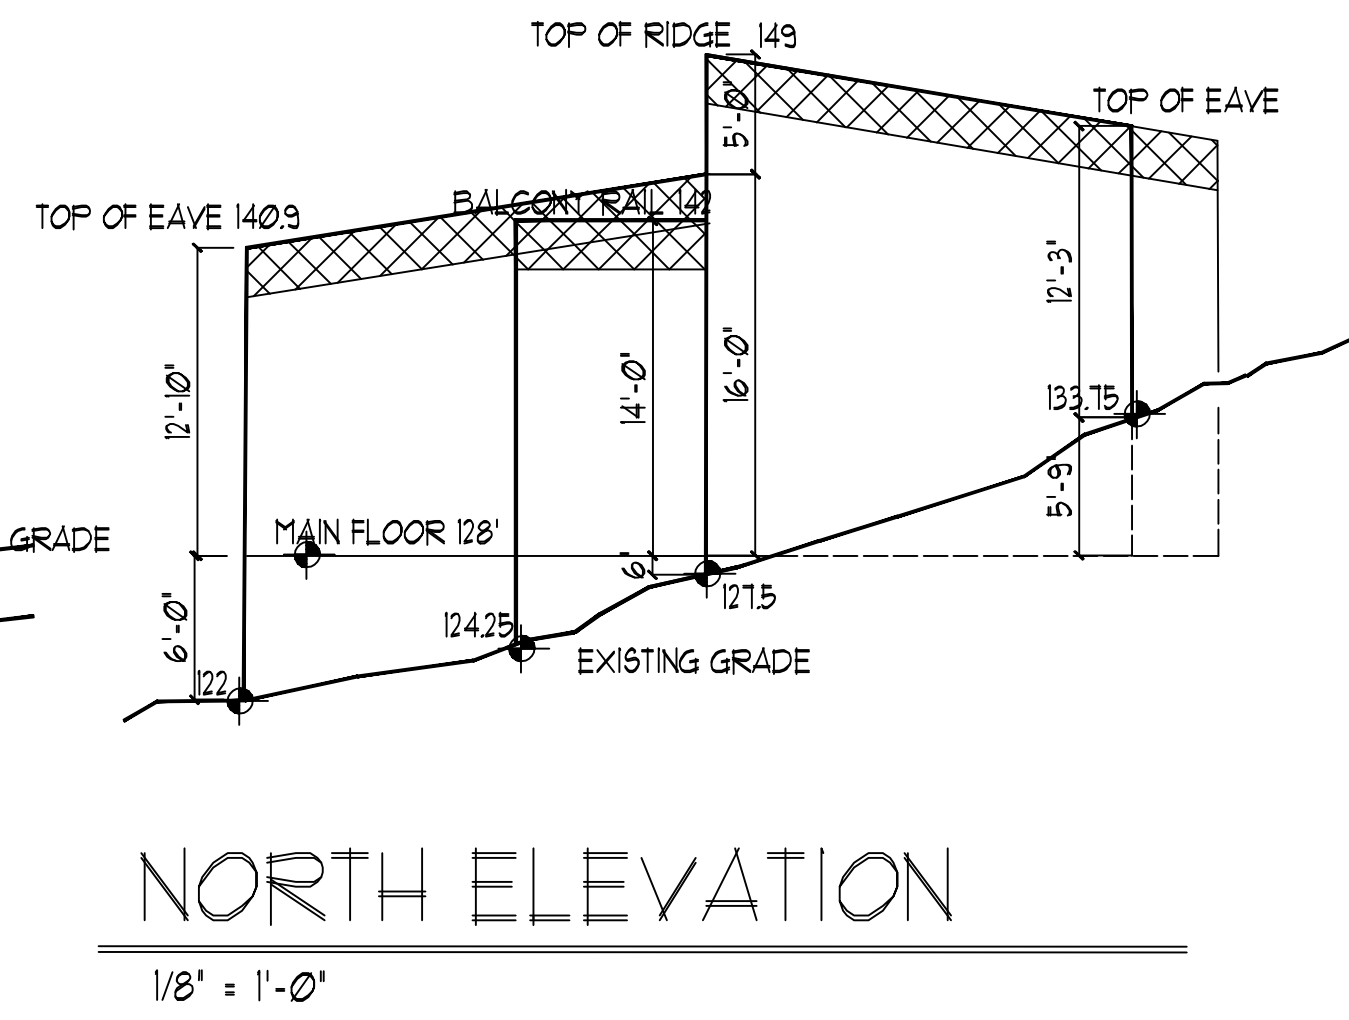 TOP OF RIDGE 149
5'-0"
TOP OF EAVE
BALCONY RAIL 142
TOP OF EAVE 140.9
12'-10"
14'-0"
16'-0"
12'-3"
133.75
5'-9"
GRADE
MAIN FLOOR 128'
6"
127.5
6'-0"
124.25
EXISTING GRADE
122
NORTH ELEVATION
1/8" = 1'-0"